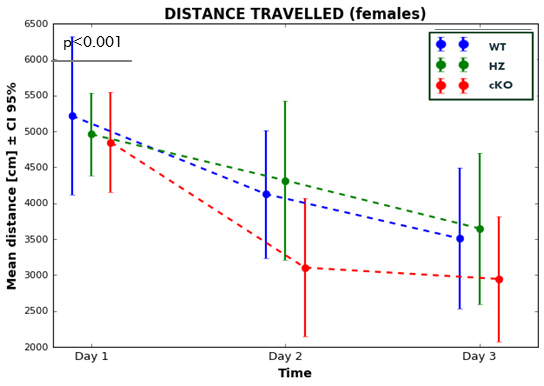 DISTANCE TRAVELLED (females)
6500
6000
5500
5000
4500
4000
3500
3000
2500
2000
Mean distance [cm] ± CI 95%
p<0.001
WT
HZ
cKO
Day 1
Day 2
Day 3
Time